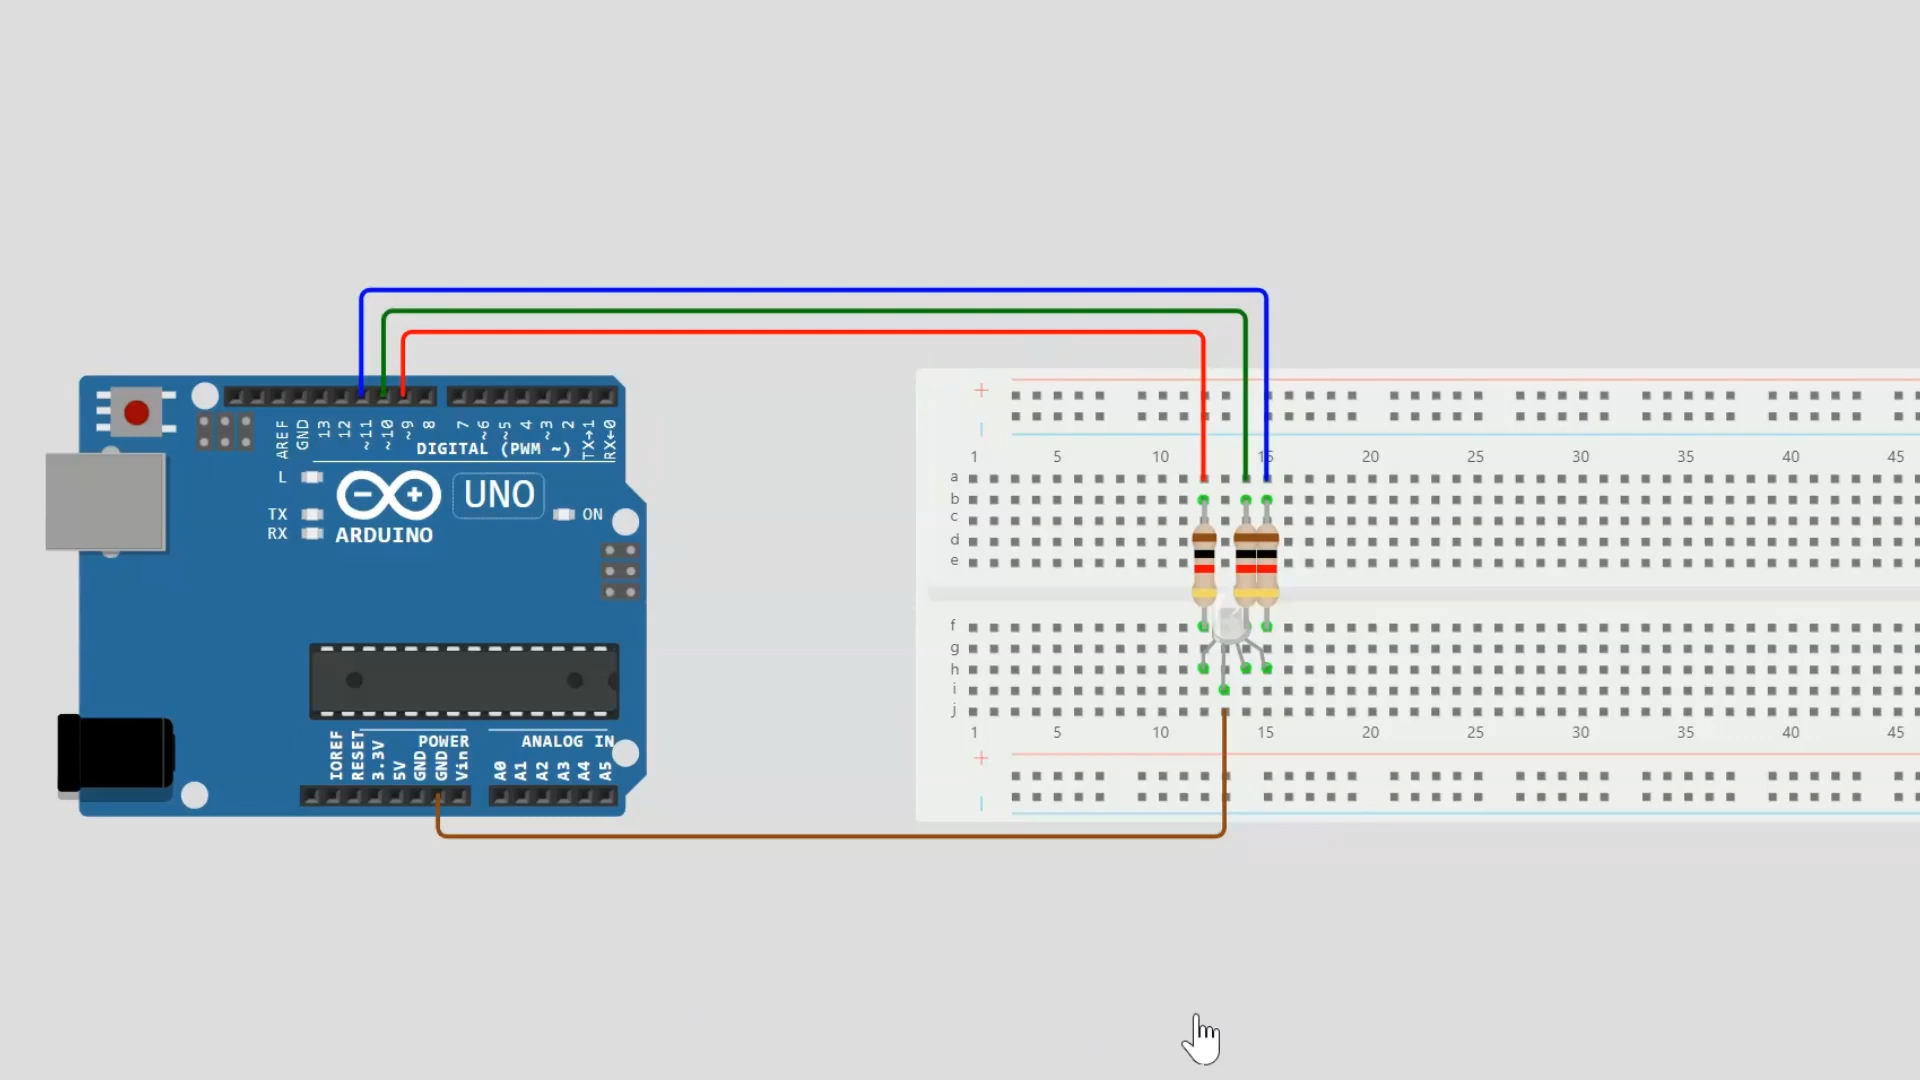 AREF
GND
13
12
~11
~10
~9
8
7
~6
~5
4
~3
2
TX→1
RX←0
DIGITAL (PWM ~)
L
TX
RX
UNO
ARDUINO
ON
IOREF
RESET
3.3V
5V
GND
GND
Vin
POWER
ANALOG IN
A0
A1
A2
A3
A4
A5
+
|
1 5 10 15 20 25 30 35 40 45
a
b
c
d
e
f
g
h
i
j
1 5 10 15 20 25 30 35 40 45
+
|